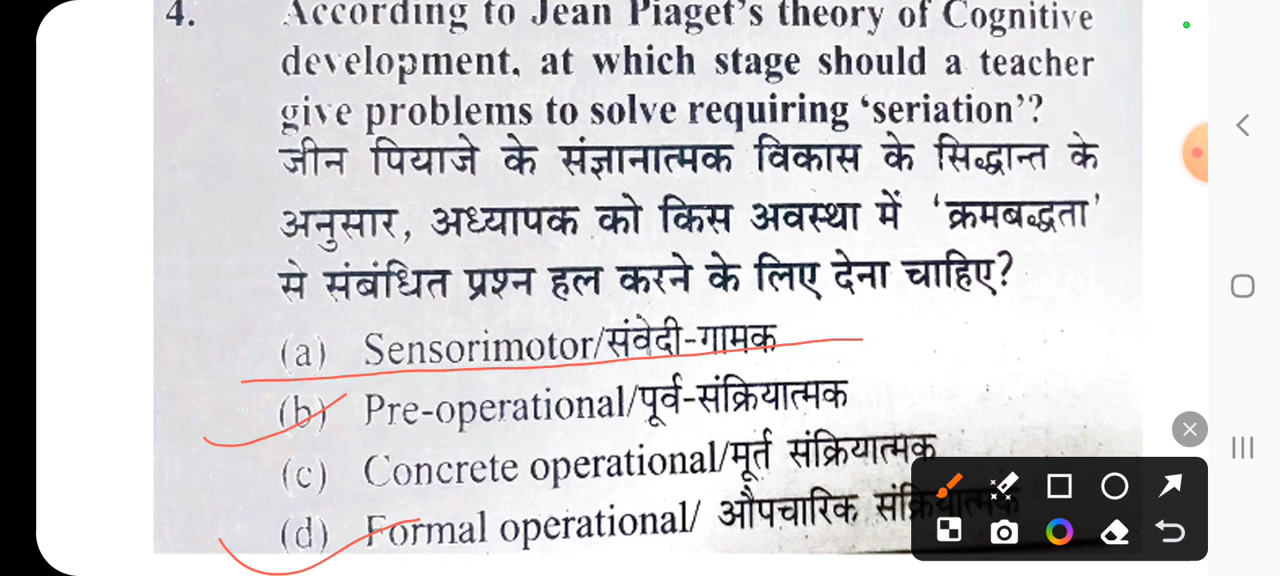 4. According to Jean Piaget's theory of Cognitive
development, at which stage should a teacher
give problems to solve requiring 'seriation'?
जीन पियाजे के संज्ञानात्मक विकास के सिद्धान्त के
अनुसार, अध्यापक को किस अवस्था में 'क्रमबद्धता'
से संबंधित प्रश्न हल करने के लिए देना चाहिए?
(a) Sensorimotor/संवेदी-गामक
(b) Pre-operational/पूर्व-संक्रियात्मक
(c) Concrete operational/मूर्त संक्रियात्मक
(d) Formal operational/ औपचारिक संक्रियात्मक